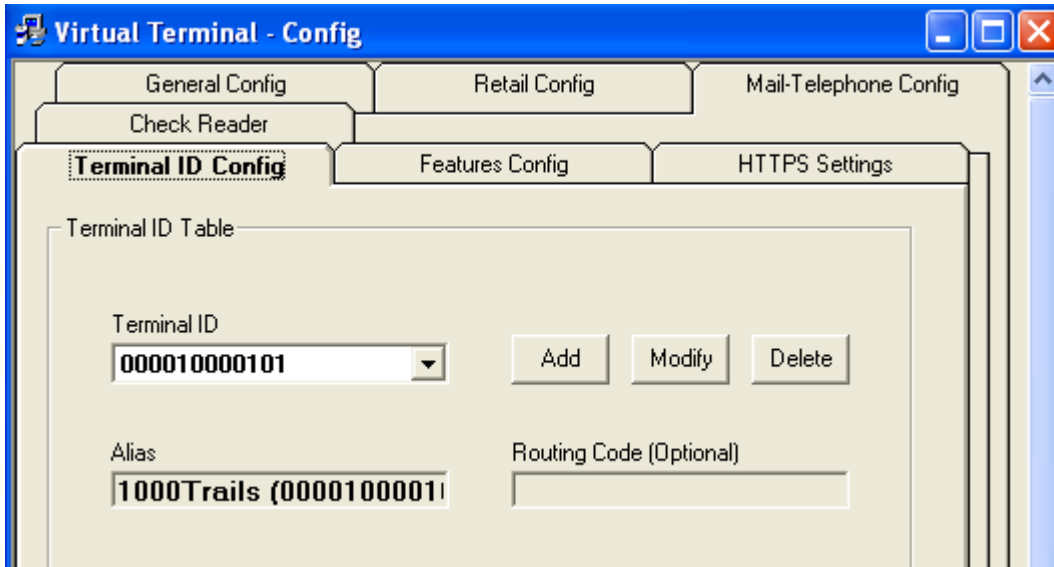 Virtual Terminal - Config
General Config Retail Config Mail-Telephone Config
Check Reader
Terminal ID Config Features Config HTTPS Settings
Terminal ID Table
Terminal ID
000010000101 Add Modify Delete
Alias Routing Code (Optional)
1000Trails (0000100001